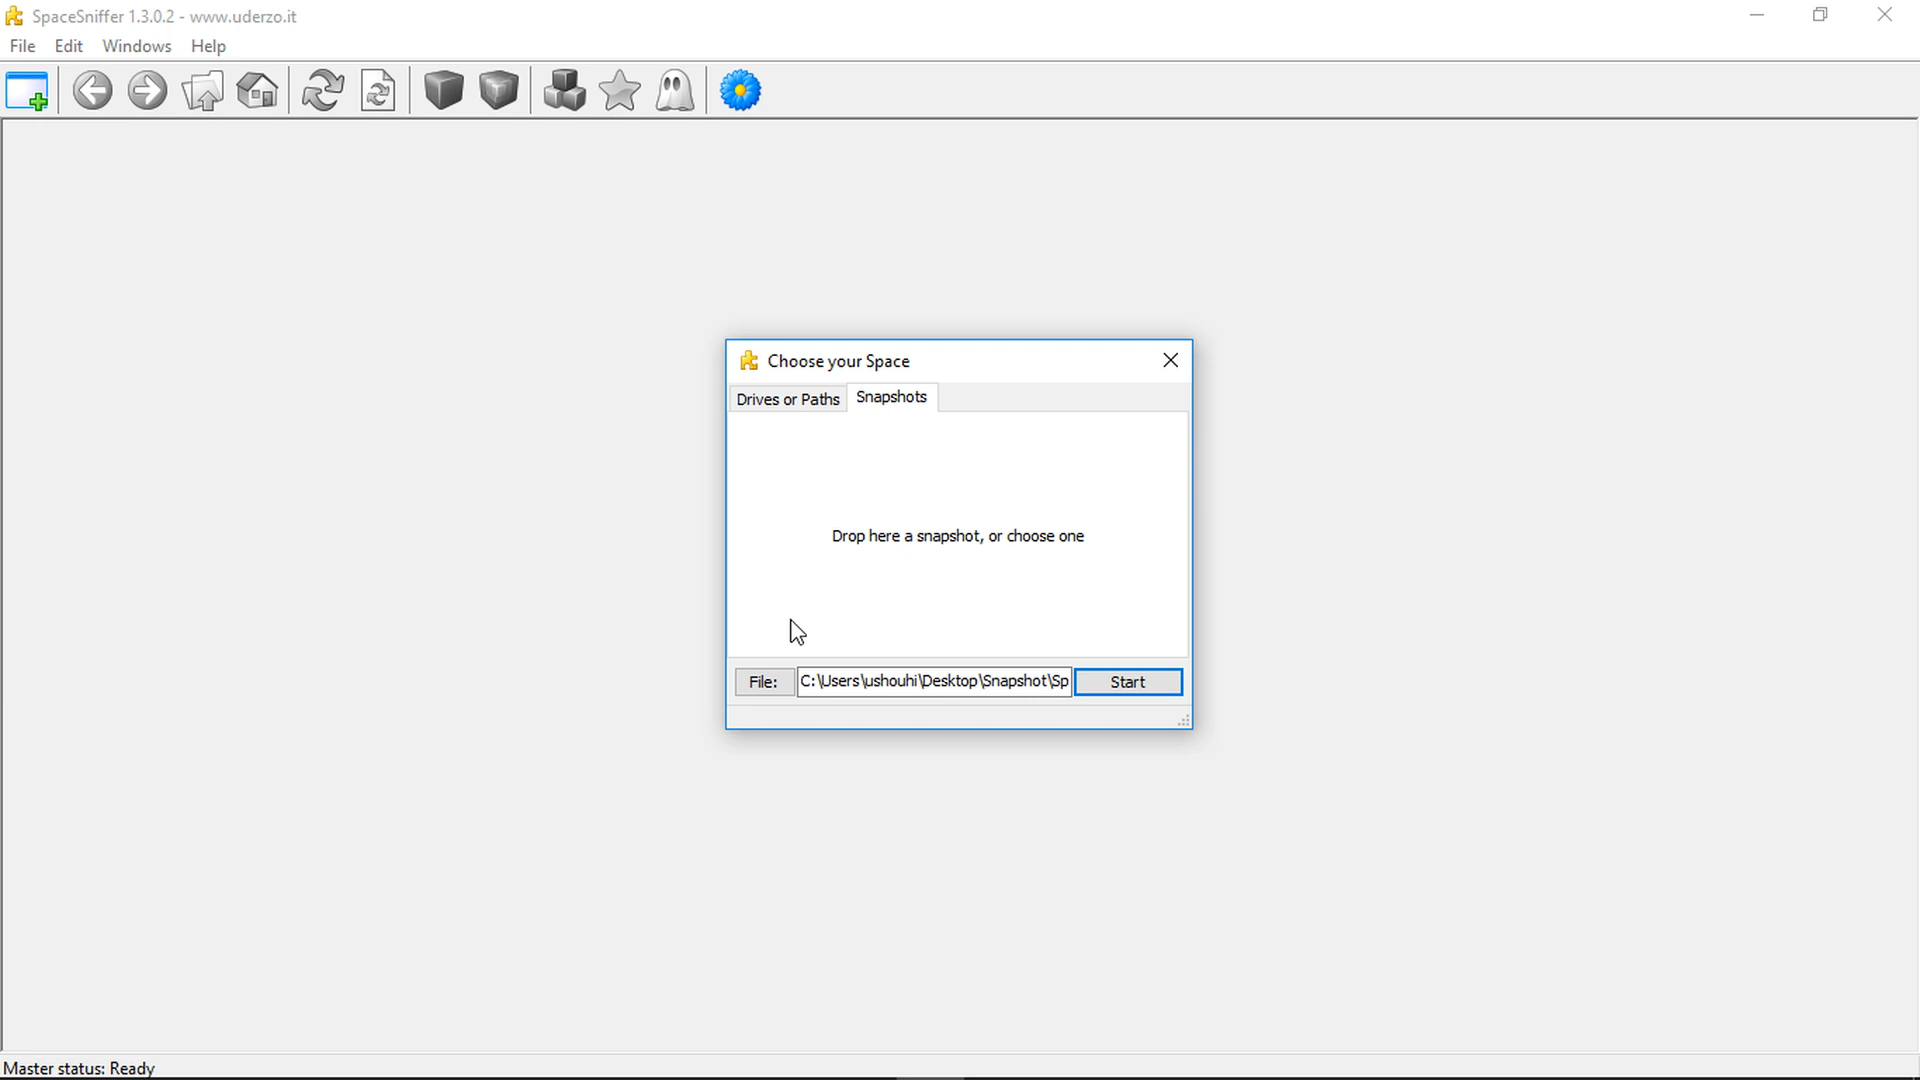 SpaceSniffer 1.3.0.2 - www.uderzo.it
File Edit Windows Help
Choose your Space
Drives or Paths Snapshots
Drop here a snapshot, or choose one
File: C:\Users\ushouhi\Desktop\Snapshot\Sp Start
Master status: Ready